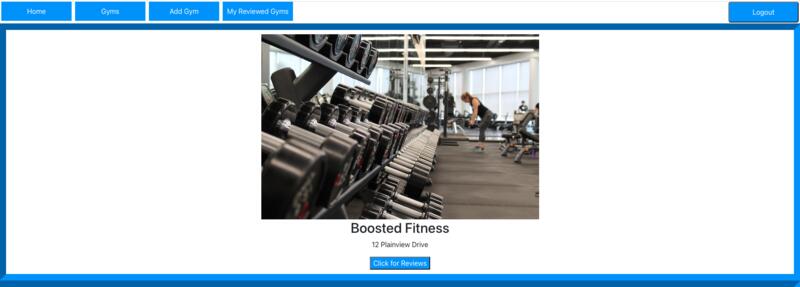 Home
Gyms
Add Gym
My Reviewed Gyms
Logout
Boosted Fitness
12 Plainview Drive
Click for Reviews